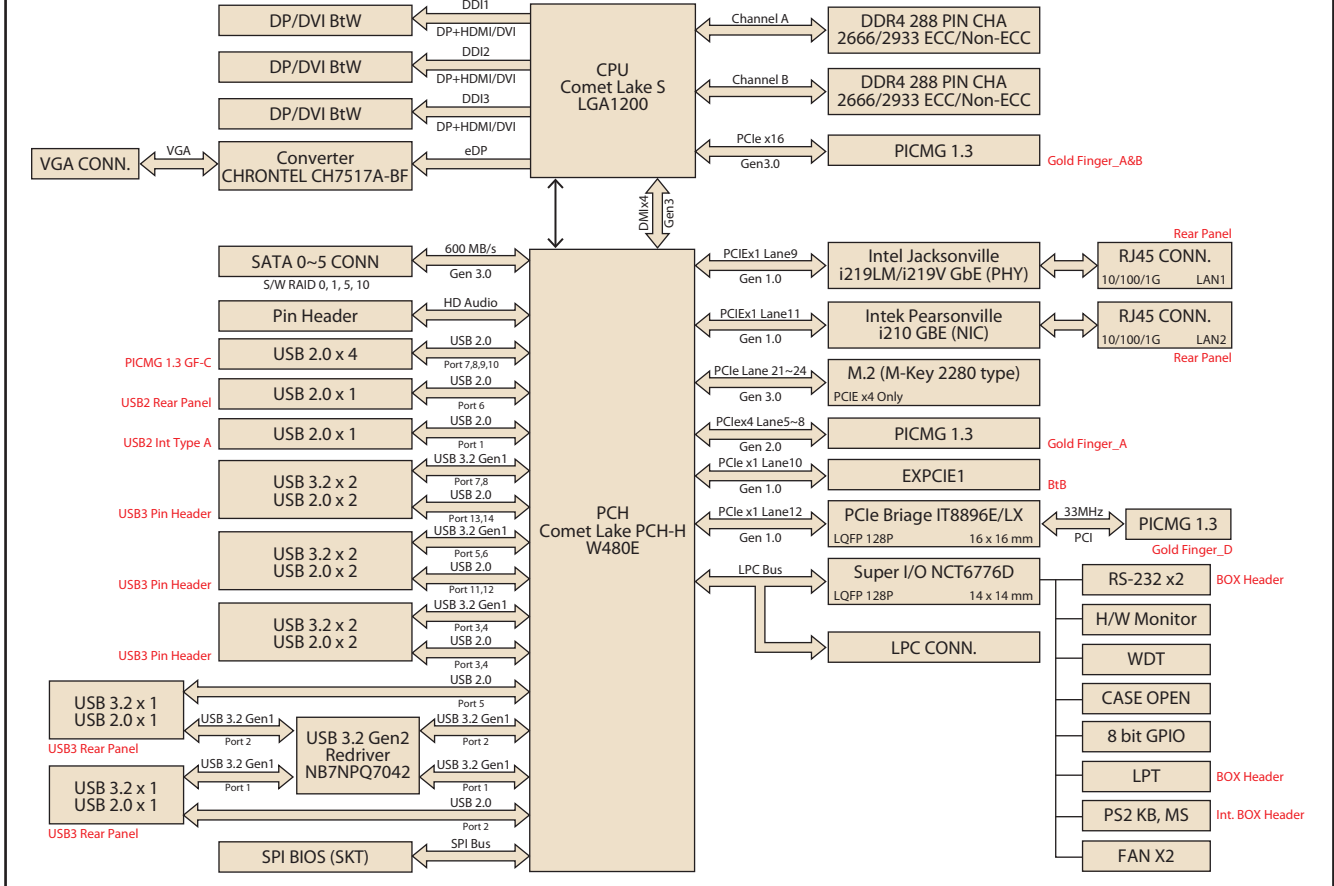 DDI1
DP/DVI BtW
DP+HDMI/DVI
DDI2
DP/DVI BtW
DP+HDMI/DVI
DDI3
DP/DVI BtW
DP+HDMI/DVI
VGA CONN.
VGA
Converter
CHRONTEL CH7517A-BF
eDP
CPU
Comet Lake S
LGA1200
Channel A
DDR4 288 PIN CHA
2666/2933 ECC/Non-ECC
Channel B
DDR4 288 PIN CHA
2666/2933 ECC/Non-ECC
PCIe x16
Gen3.0
PICMG 1.3
Gold Finger_A&B
DMIx4
Gen3
SATA 0~5 CONN
S/W RAID 0, 1, 5, 10
600 MB/s
Gen 3.0
Pin Header
HD Audio
PICMG 1.3 GF-C
USB 2.0 x 4
USB 2.0
Port 7,8,9,10
USB2 Rear Panel
USB 2.0 x 1
USB 2.0
Port 6
USB2 Int Type A
USB 2.0 x 1
USB 2.0
Port 1
USB3 Pin Header
USB 3.2 x 2
USB 2.0 x 2
USB 3.2 Gen1
Port 7,8
USB 2.0
Port 13,14
USB3 Pin Header
USB 3.2 x 2
USB 2.0 x 2
USB 3.2 Gen1
Port 5,6
USB 2.0
Port 11,12
USB3 Pin Header
USB 3.2 x 2
USB 2.0 x 2
USB 3.2 Gen1
Port 3,4
USB 2.0
Port 3,4
USB 3.2 x 1
USB 2.0 x 1
USB3 Rear Panel
USB 2.0
Port 5
USB 3.2 Gen1
Port 2
USB 3.2 Gen2
Redriver
NB7NPQ7042
USB 3.2 Gen1
Port 2
USB 3.2 x 1
USB 2.0 x 1
USB3 Rear Panel
USB 3.2 Gen1
Port 1
USB 3.2 Gen1
Port 1
USB 2.0
Port 2
SPI BIOS (SKT)
SPI Bus
PCH
Comet Lake PCH-H
W480E
PCIEx1 Lane9
Gen 1.0
Intel Jacksonville
i219LM/i219V GbE (PHY)
Rear Panel
RJ45 CONN.
10/100/1G LAN1
PCIEx1 Lane11
Gen 1.0
Intek Pearsonville
i210 GBE (NIC)
RJ45 CONN.
10/100/1G LAN2
Rear Panel
PCIe Lane 21~24
Gen 3.0
M.2 (M-Key 2280 type)
PCIE x4 Only
PCIex4 Lane5~8
Gen 2.0
PICMG 1.3
Gold Finger_A
PCIe x1 Lane10
Gen 1.0
EXPCIE1
BtB
PCIe x1 Lane12
Gen 1.0
PCIe Briage IT8896E/LX
LQFP 128P 16 x 16 mm
33MHz
PCI
PICMG 1.3
Gold Finger_D
LPC Bus
Super I/O NCT6776D
LQFP 128P 14 x 14 mm
LPC CONN.
RS-232 x2
BOX Header
H/W Monitor
WDT
CASE OPEN
8 bit GPIO
LPT
BOX Header
PS2 KB, MS
Int. BOX Header
FAN X2